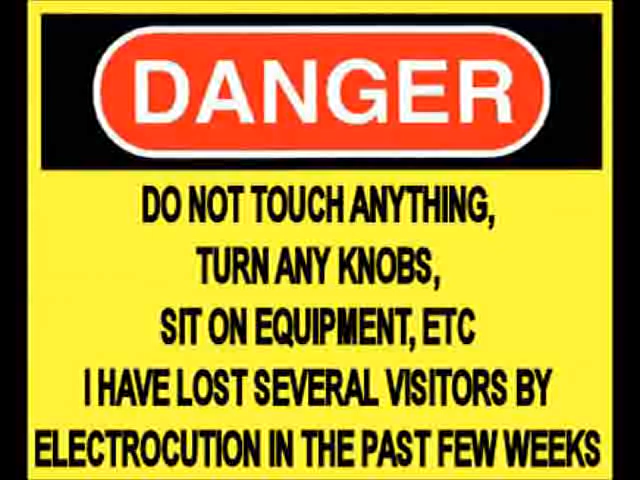 DANGER
DO NOT TOUCH ANYTHING,
TURN ANY KNOBS,
SIT ON EQUIPMENT, ETC
I HAVE LOST SEVERAL VISITORS BY
ELECTROCUTION IN THE PAST FEW WEEKS